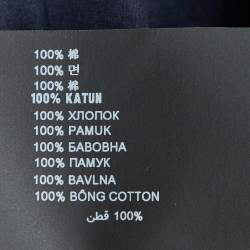 100% 棉
100% 면
100% 綿
100% KATUN
100% ХЛОПОК
100% PAMUK
100% БАВОВНА
100% ПАМУК
100% BAVLNA
100% BÔNG COTTON
100% قطن